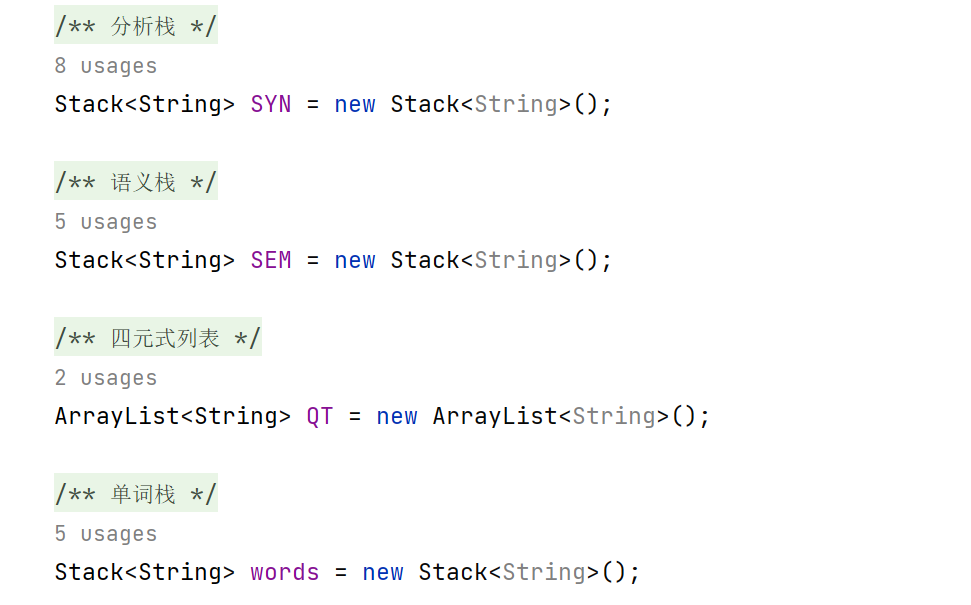 /** 分析栈 */
8 usages
Stack<String> SYN = new Stack<String>();
/** 语义栈 */
5 usages
Stack<String> SEM = new Stack<String>();
/** 四元式列表 */
2 usages
ArrayList<String> QT = new ArrayList<String>();
/** 单词栈 */
5 usages
Stack<String> words = new Stack<String>();